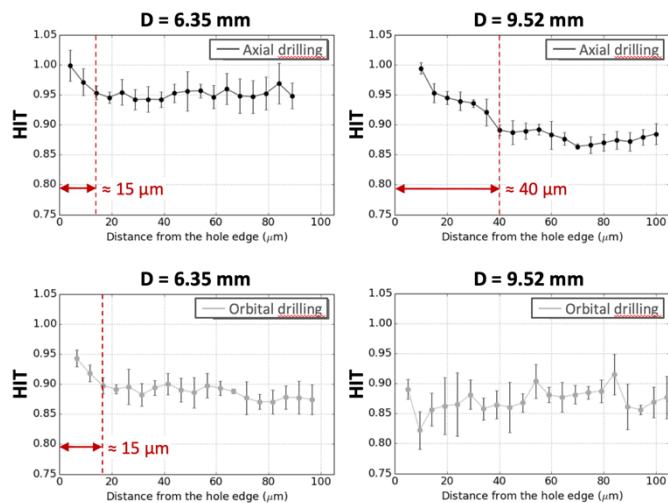 D = 6.35 mm
1.05
1.00
0.95
0.90
0.85
0.80
0.75
HIT
Axial drilling
≈ 15 μm
0 20 40 60 80 100
Distance from the hole edge (μm)
D = 9.52 mm
1.05
1.00
0.95
0.90
0.85
0.80
0.75
HIT
Axial drilling
≈ 40 μm
0 20 40 60 80 100
Distance from the hole edge (μm)
D = 6.35 mm
1.05
1.00
0.95
0.90
0.85
0.80
0.75
HIT
Orbital drilling
≈ 15 μm
0 20 40 60 80 100
Distance from the hole edge (μm)
D = 9.52 mm
1.05
1.00
0.95
0.90
0.85
0.80
0.75
HIT
Orbital drilling
0 20 40 60 80 100
Distance from the hole edge (μm)